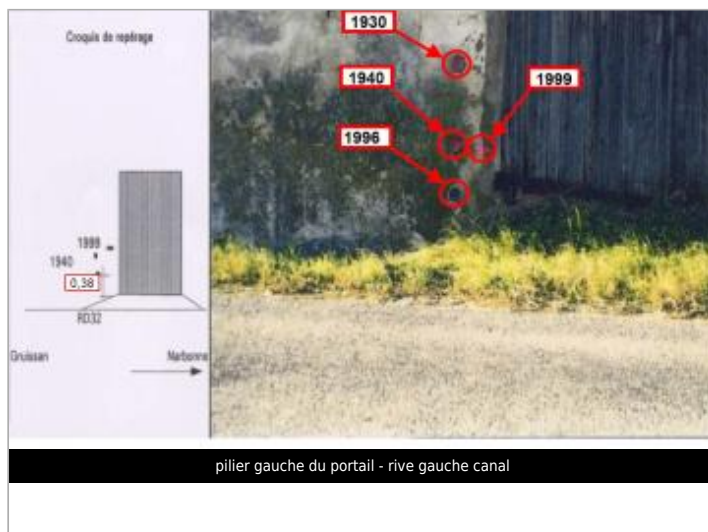 Croquis de repérage
1930
1940
1999
1996
1999
1940
0,38
RD32
Gruissan
Narbonne
pilier gauche du portail - rive gauche canal